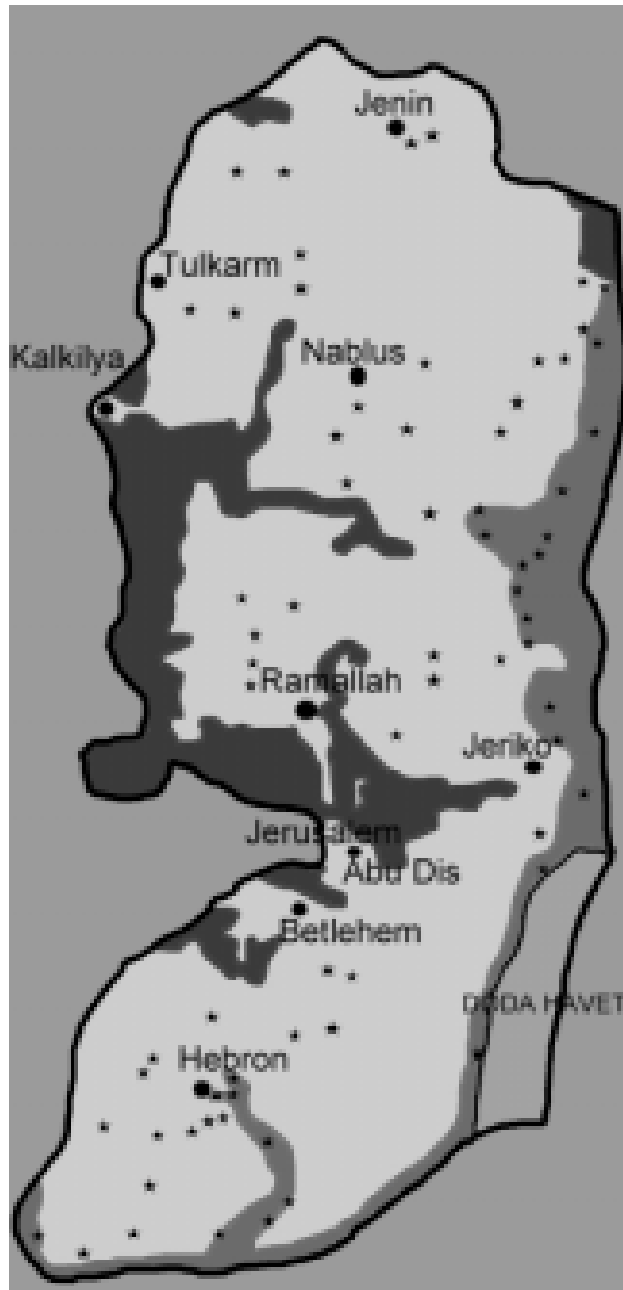 Jenin
Tulkarm
Kalkilya
Nablus
Ramallah
Jeriko
Jerusalem
Abu Dis
Betlehem
DÖDA HAVET
Hebron